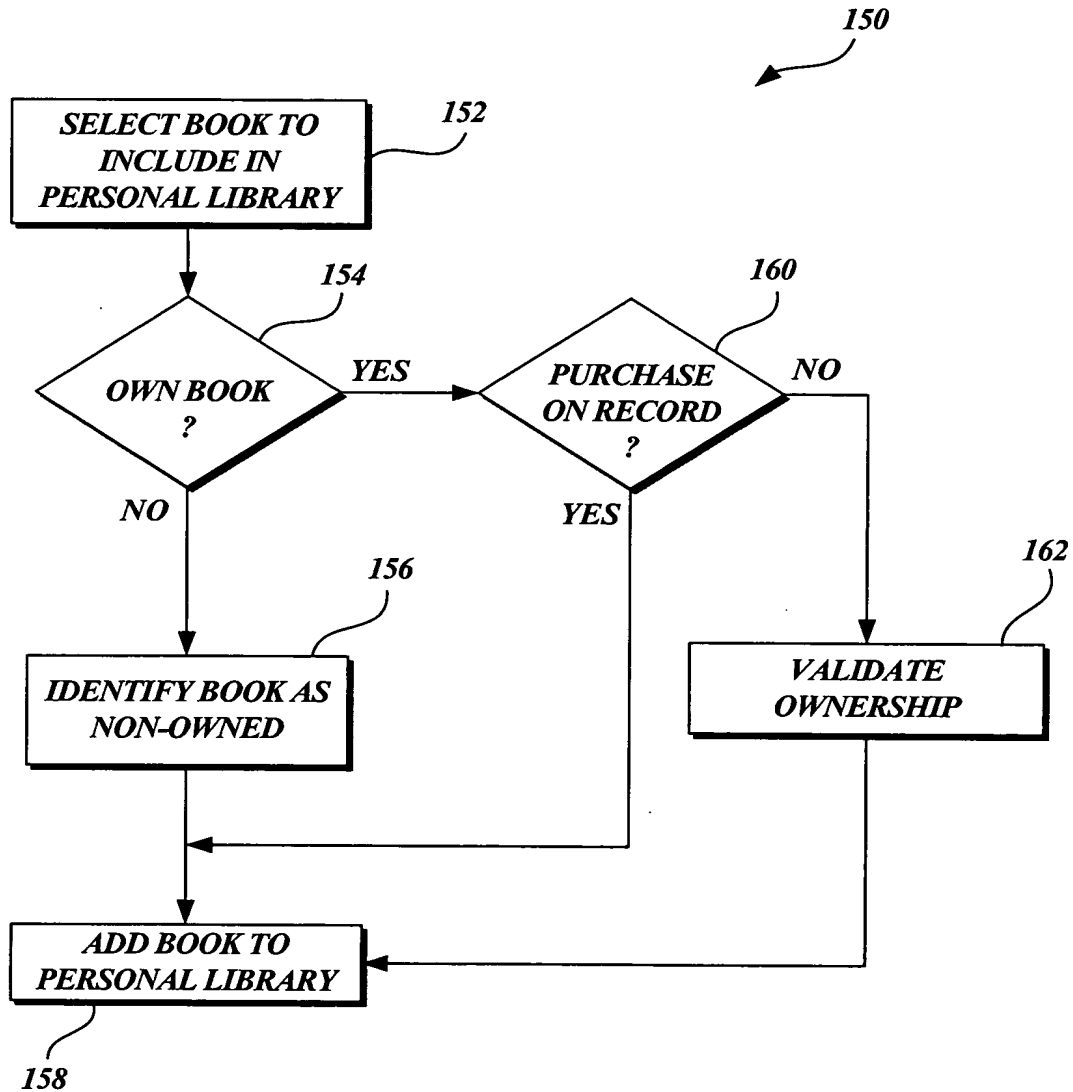 150
SELECT BOOK TO
INCLUDE IN
PERSONAL LIBRARY
152
154
OWN BOOK
?
YES
NO
160
PURCHASE
ON RECORD
?
NO
YES
156
IDENTIFY BOOK AS
NON-OWNED
162
VALIDATE
OWNERSHIP
ADD BOOK TO
PERSONAL LIBRARY
158